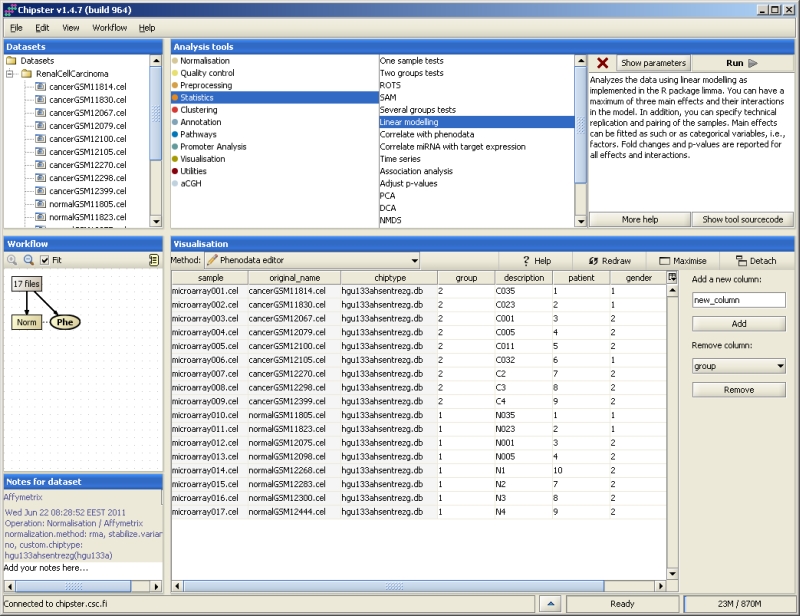 Chipster v1.4.7 (build 964)
File Edit View Workflow Help
Datasets
Datasets
RenalCellCarcinoma
cancerGSM11814.cel
cancerGSM11830.cel
cancerGSM12067.cel
cancerGSM12079.cel
cancerGSM12100.cel
cancerGSM12105.cel
cancerGSM12270.cel
cancerGSM12298.cel
cancerGSM12399.cel
normalGSM11805.cel
normalGSM11823.cel
Analysis tools
Normalisation
Quality control
Preprocessing
Statistics
Clustering
Annotation
Pathways
Promoter Analysis
Visualisation
Utilities
aCGH
One sample tests
Two groups tests
ROTS
SAM
Several groups tests
Linear modelling
Correlate with phenodata
Correlate miRNA with target expression
Time series
Association analysis
Adjust p-values
PCA
DCA
NMDS
Show parameters Run
Analyzes the data using linear modelling as
implemented in the R package limma. You can have a
maximum of three main effects and their interactions
in the model. In addition, you can specify technical
replication and pairing of the samples. Main effects
can be fitted as such or as categorical variables, i.e.,
factors. Fold changes and p-values are reported for
all effects and interactions.
More help Show tool sourcecode
Workflow
Fit
17 files
Norm Phe
Visualisation
Method: Phenodata editor Help Redraw Maximise Detach
sample original_name chiptype group description patient gender
microarray001.cel cancerGSM11814.cel hgu133ahsentrezg.db 2 C035 1 1
microarray002.cel cancerGSM11830.cel hgu133ahsentrezg.db 2 C023 2 1
microarray003.cel cancerGSM12067.cel hgu133ahsentrezg.db 2 C001 3 2
microarray004.cel cancerGSM12079.cel hgu133ahsentrezg.db 2 C005 4 2
microarray005.cel cancerGSM12100.cel hgu133ahsentrezg.db 2 C011 5 2
microarray006.cel cancerGSM12105.cel hgu133ahsentrezg.db 2 C032 6 1
microarray007.cel cancerGSM12270.cel hgu133ahsentrezg.db 2 C2 7 2
microarray008.cel cancerGSM12298.cel hgu133ahsentrezg.db 2 C3 8 2
microarray009.cel cancerGSM12399.cel hgu133ahsentrezg.db 2 C4 9 2
microarray010.cel normalGSM11805.cel hgu133ahsentrezg.db 1 N035 1 1
microarray011.cel normalGSM11823.cel hgu133ahsentrezg.db 1 N023 2 1
microarray012.cel normalGSM12075.cel hgu133ahsentrezg.db 1 N001 3 2
microarray013.cel normalGSM12098.cel hgu133ahsentrezg.db 1 N005 4 2
microarray014.cel normalGSM12268.cel hgu133ahsentrezg.db 1 N1 10 2
microarray015.cel normalGSM12283.cel hgu133ahsentrezg.db 1 N2 7 2
microarray016.cel normalGSM12300.cel hgu133ahsentrezg.db 1 N3 8 2
microarray017.cel normalGSM12444.cel hgu133ahsentrezg.db 1 N4 9 2
Add a new column:
new_column
Add
Remove column:
group
Remove
Notes for dataset
Affymetrix
Wed Jun 22 08:28:52 EEST 2011
Operation: Normalisation / Affymetrix
normalization.method: rma, stabilize.varian
no, custom.chiptype:
hgu133ahsentrezg(hgu133a)
Add your notes here...
Connected to chipster.csc.fi Ready 23M / 870M